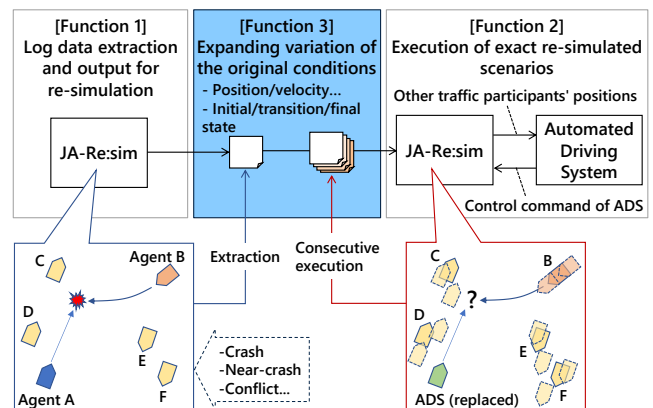 [Function 1]
Log data extraction
and output for
re-simulation
[Function 3]
Expanding variation of
the original conditions
- Position/velocity...
- Initial/transition/final
state
[Function 2]
Execution of exact re-simulated
scenarios
Other traffic participants' positions
JA-Re:sim
JA-Re:sim
Automated
Driving
System
Control command of ADS
C
Agent B
D
E
F
Agent A
Extraction
Consecutive
execution
-Crash
-Near-crash
-Conflict...
C
B
?
D
E
F
ADS (replaced)